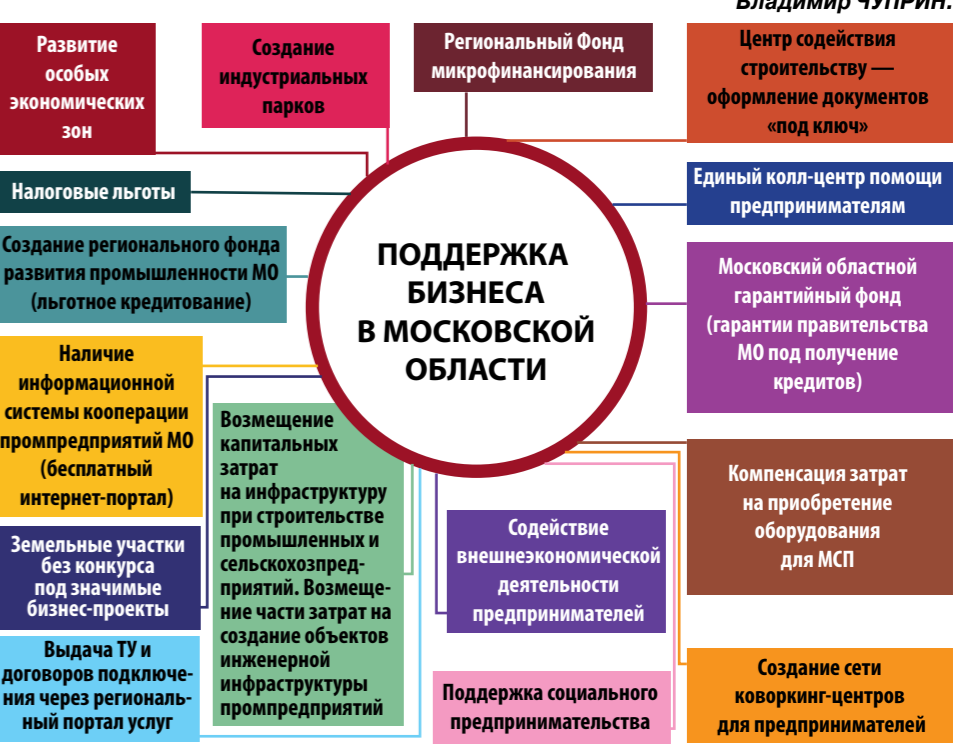 Владимир ЧУПРИН.
Развитие
особых
экономических
зон
Создание
индустриальных
парков
Региональный Фонд
микрофинансирования
Центр содействия
строительству —
оформление документов
«под ключ»
Налоговые льготы
Единый колл-центр помощи
предпринимателям
Создание регионального фонда
развития промышленности МО
(льготное кредитование)
ПОДДЕРЖКА
БИЗНЕСА
В МОСКОВСКОЙ
ОБЛАСТИ
Московский областной
гарантийный фонд
(гарантии правительства
МО под получение
кредитов)
Наличие
информационной
системы кооперации
промпредприятий МО
(бесплатный
интернет-портал)
Возмещение
капитальных
затрат
на инфраструктуру
при строительстве
промышленных и
сельскохозпред-
приятий. Возмеще-
ние части затрат на
создание объектов
инженерной
инфраструктуры
промпредприятий
Компенсация затрат
на приобретение
оборудования
для МСП
Земельные участки
без конкурса
под значимые
бизнес-проекты
Содействие
внешнеэкономической
деятельности
предпринимателей
Выдача ТУ и
договоров подключе-
ния через региональ-
ный портал услуг
Поддержка социального
предпринимательства
Создание сети
коворкинг-центров
для предпринимателей